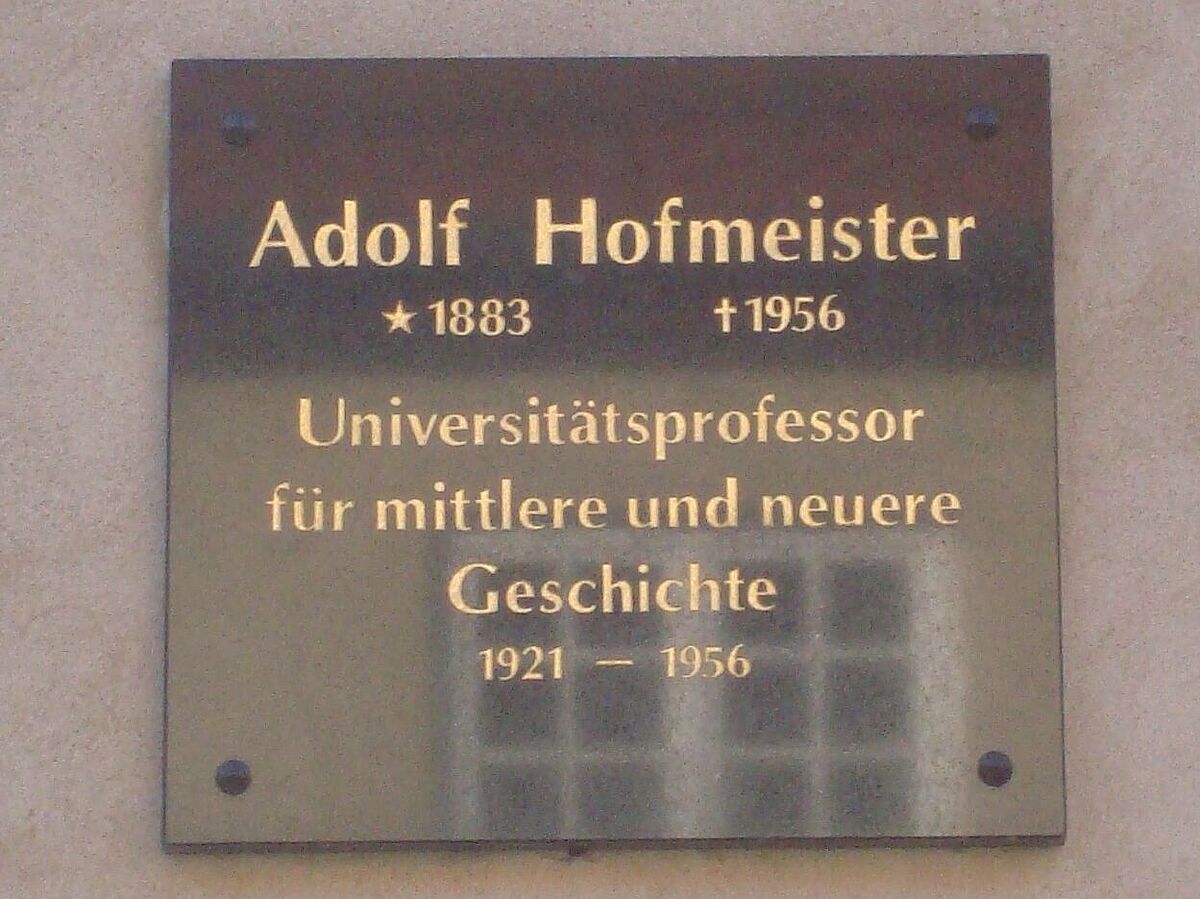 Adolf Hofmeister
★ 1883 † 1956
Universitätsprofessor
für mittlere und neuere
Geschichte
1921 – 1956